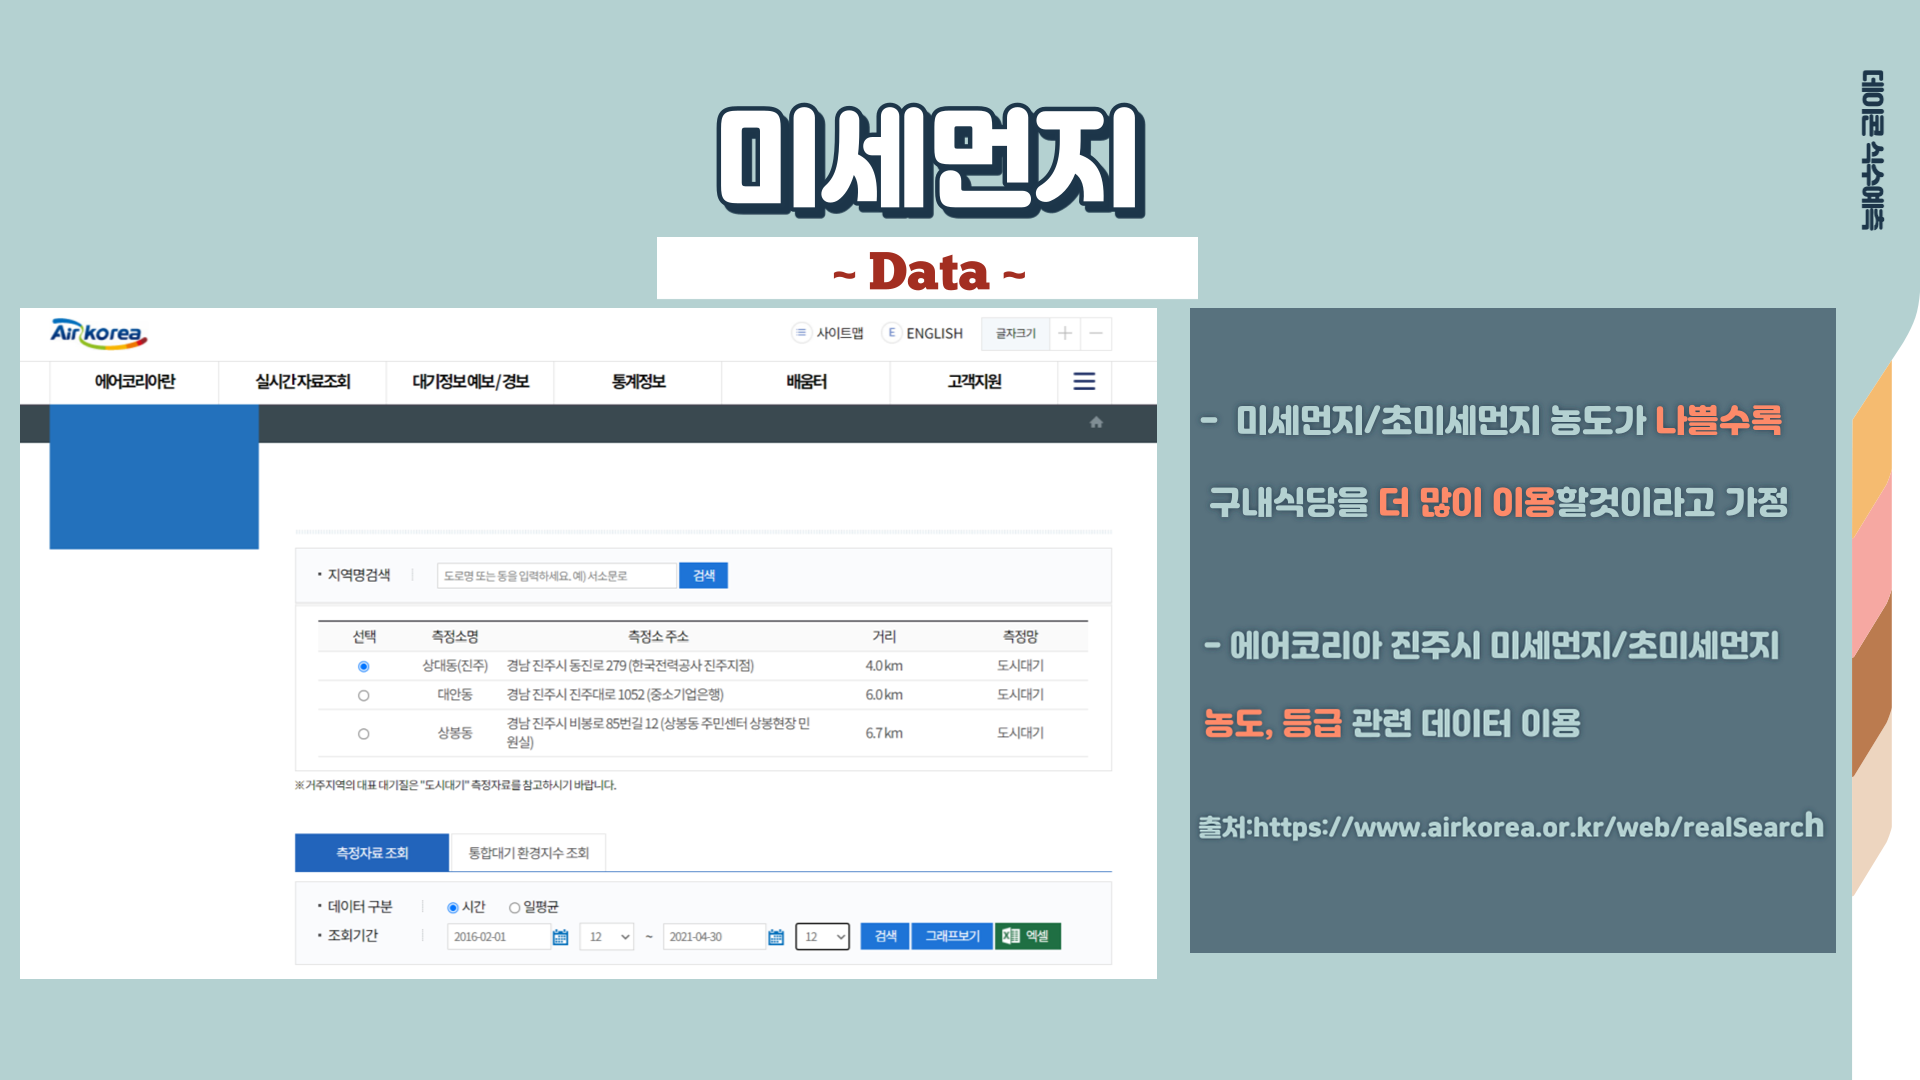 미세먼지
~ Data ~
데이콘 식수예측
Air korea
사이트맵 E ENGLISH 글자크기 + −
에어코리아란 실시간 자료조회 대기정보 예보 / 경보 통계정보 배움터 고객지원
· 지역명검색 도로명 또는 동을 입력하세요. 예) 서소문로 검색
선택 측정소명 측정소 주소 거리 측정망
상대동(진주) 경남 진주시 동진로 279 (한국전력공사 진주지점) 4.0 km 도시대기
대안동 경남 진주시 진주대로 1052 (중소기업은행) 6.0 km 도시대기
상봉동 경남 진주시 비봉로 85번길 12 (상봉동 주민센터 상봉현장 민
원실) 6.7 km 도시대기
※ 거주지역의 대표 대기질은 "도시대기" 측정자료를 참고하시기 바랍니다.
측정자료 조회 통합대기 환경지수 조회
· 데이터 구분 시간 일평균
· 조회기간 2016-02-01 12 ~ 2021-04-30 12 검색 그래프보기 엑셀
- 미세먼지/초미세먼지 농도가 나쁠수록
구내식당을 더 많이 이용할것이라고 가정
- 에어코리아 진주시 미세먼지/초미세먼지
농도, 등급 관련 데이터 이용
출처:https://www.airkorea.or.kr/web/realSearch